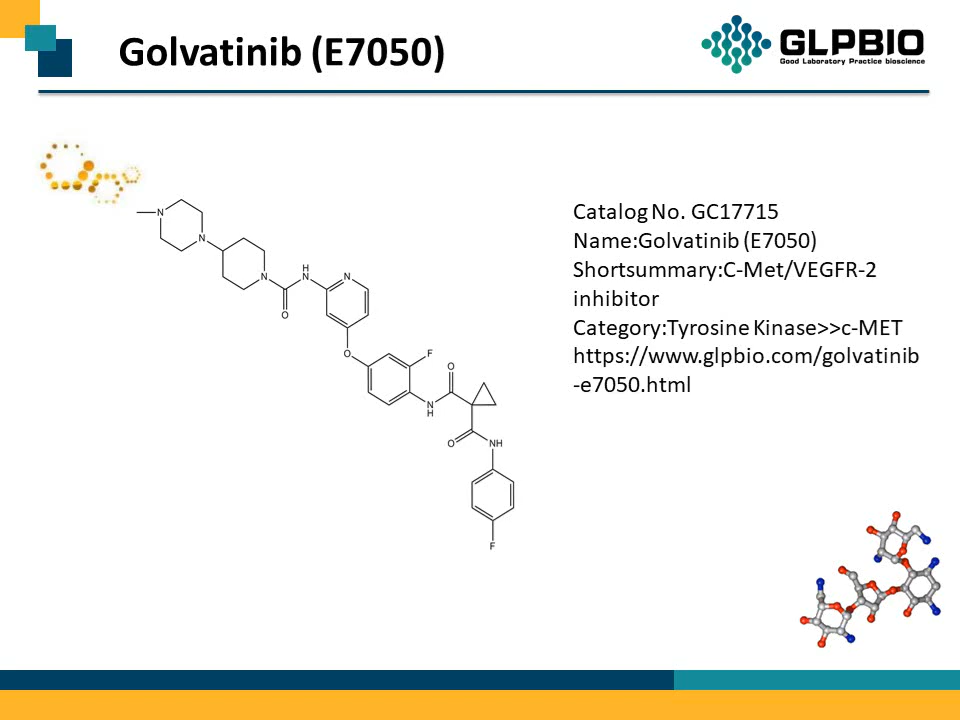 Golvatinib (E7050)
GLPBIO
Good Laboratory Practice bioscience
Catalog No. GC17715
Name:Golvatinib (E7050)
Shortsummary:C-Met/VEGFR-2
inhibitor
Category:Tyrosine Kinase>>c-MET
https://www.glpbio.com/golvatinib
-e7050.html
N
N
N
H
N
N
O
O
F
O
N
H
O
NH
F